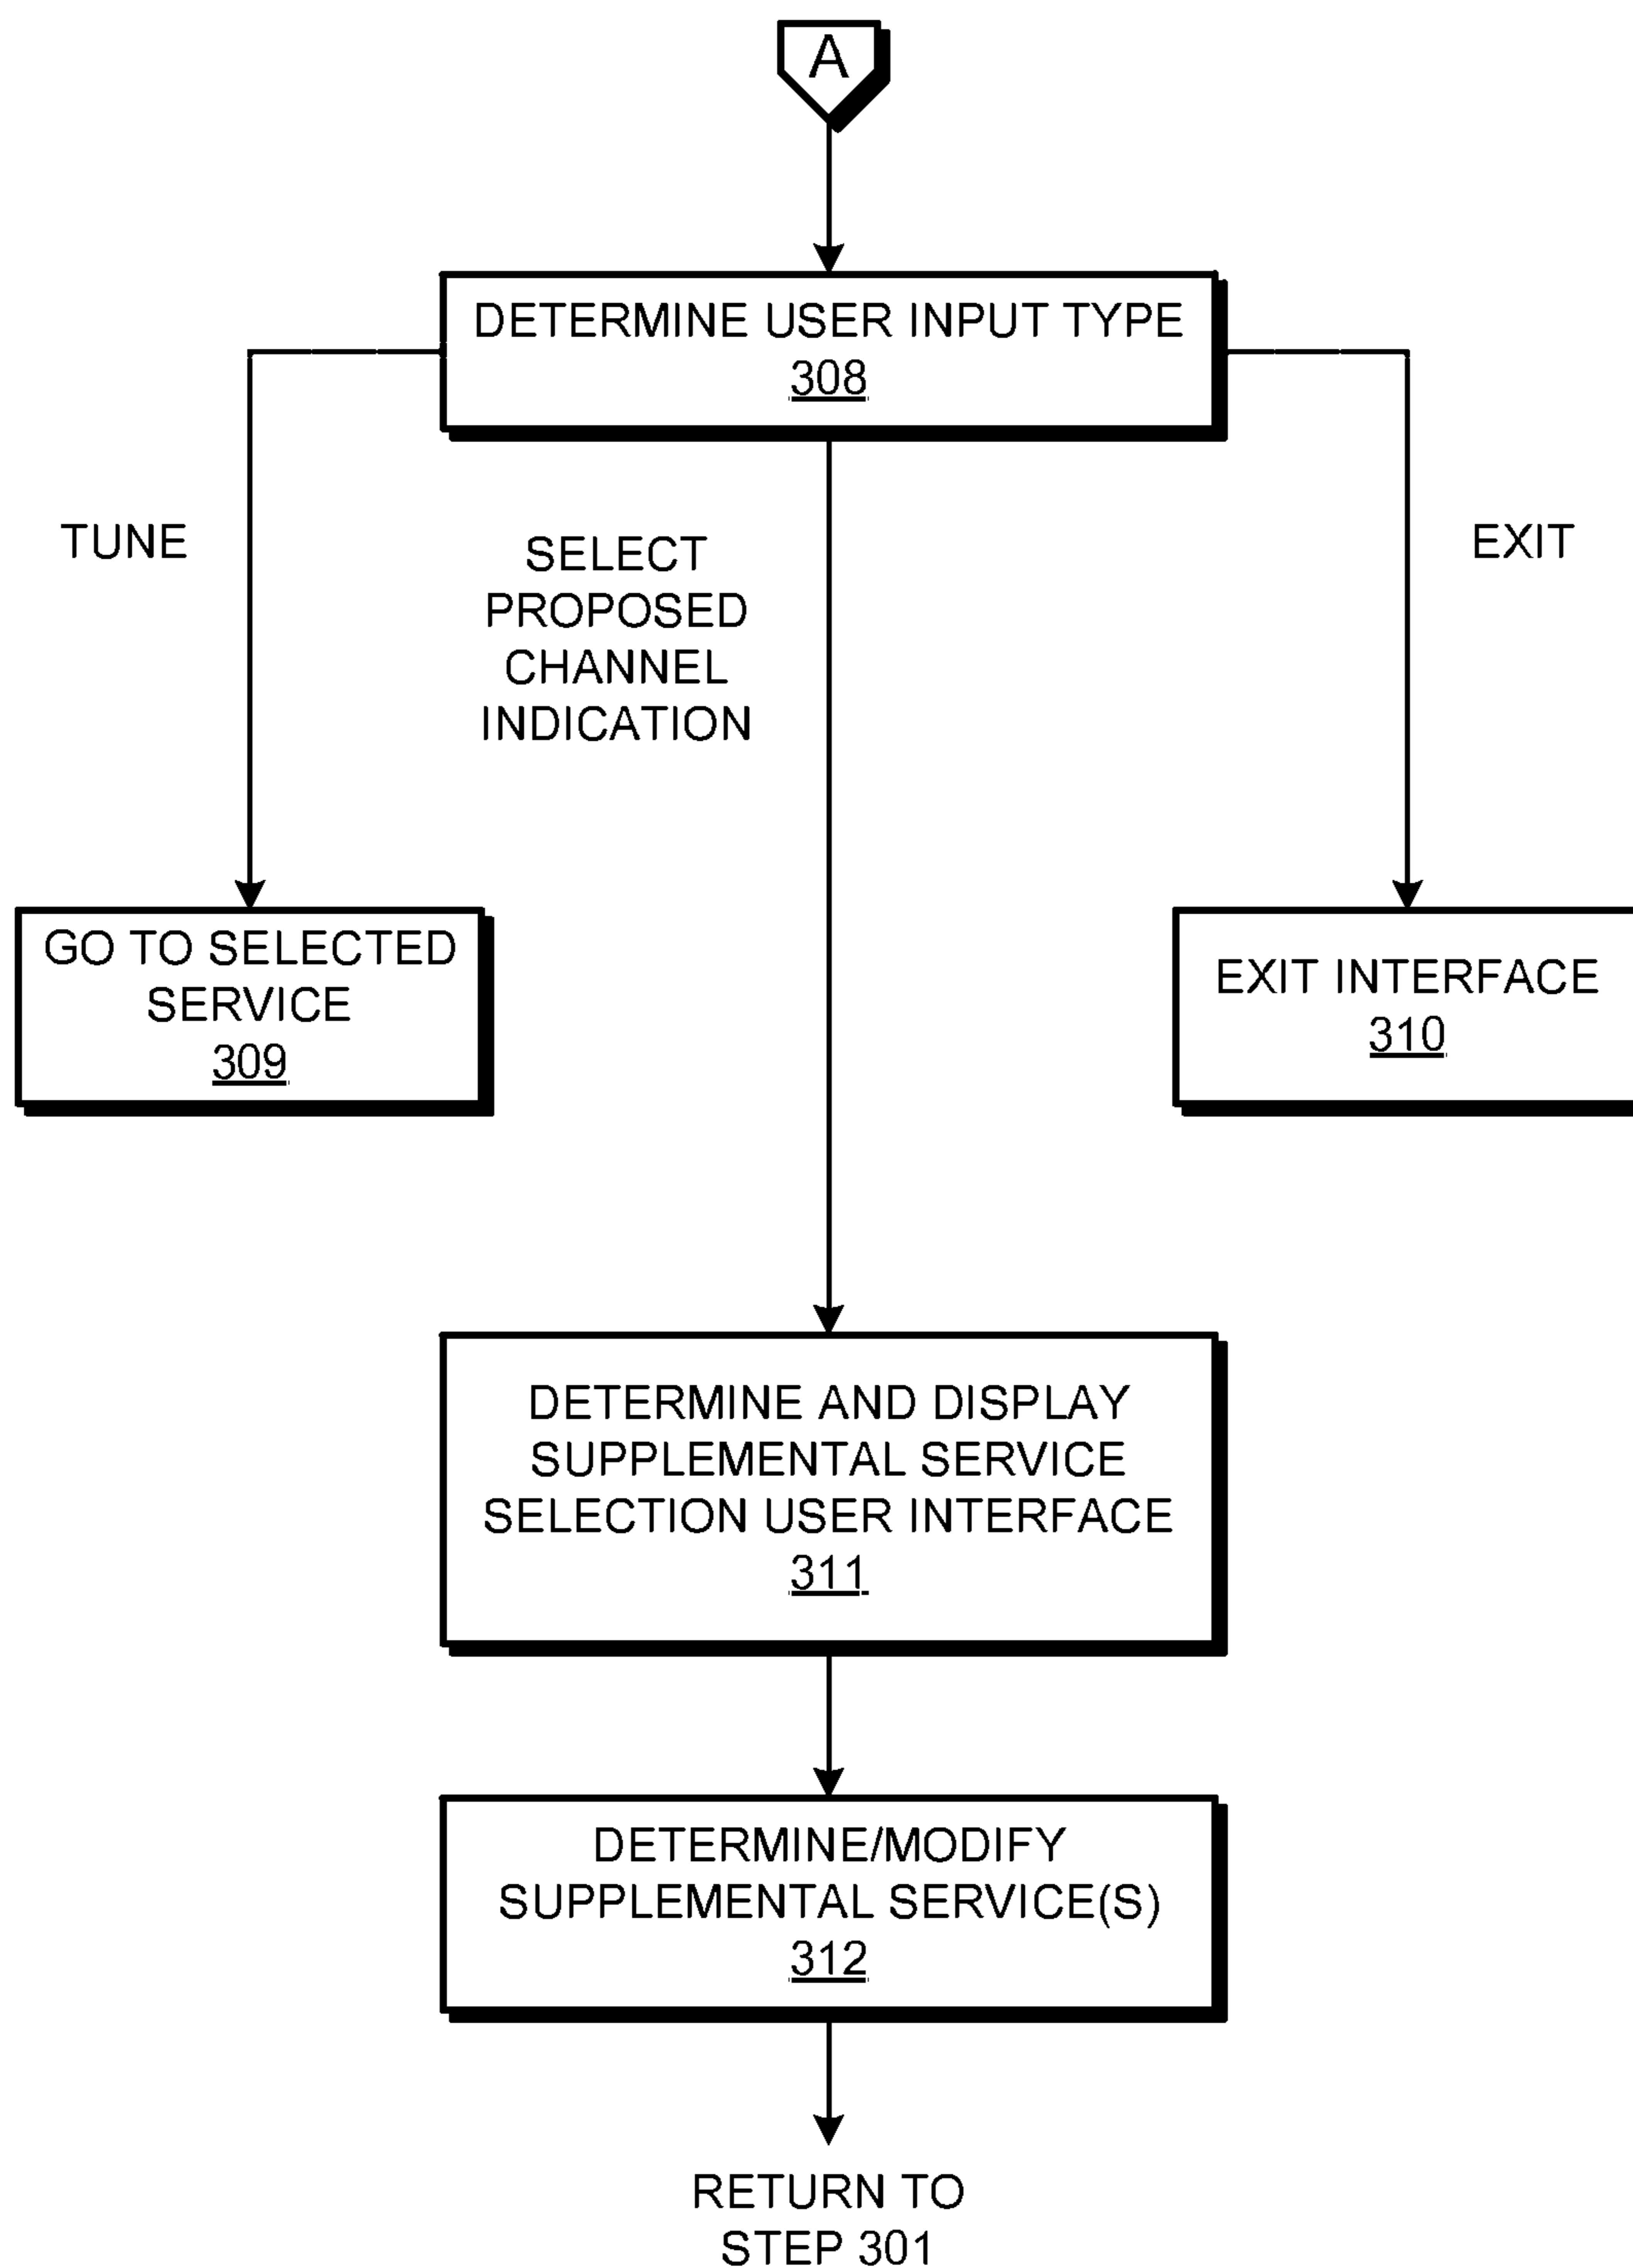 A
DETERMINE USER INPUT TYPE
308
TUNE
SELECT
PROPOSED
CHANNEL
INDICATION
EXIT
GO TO SELECTED
SERVICE
309
EXIT INTERFACE
310
DETERMINE AND DISPLAY
SUPPLEMENTAL SERVICE
SELECTION USER INTERFACE
311
DETERMINE/MODIFY
SUPPLEMENTAL SERVICE(S)
312
RETURN TO
STEP 301